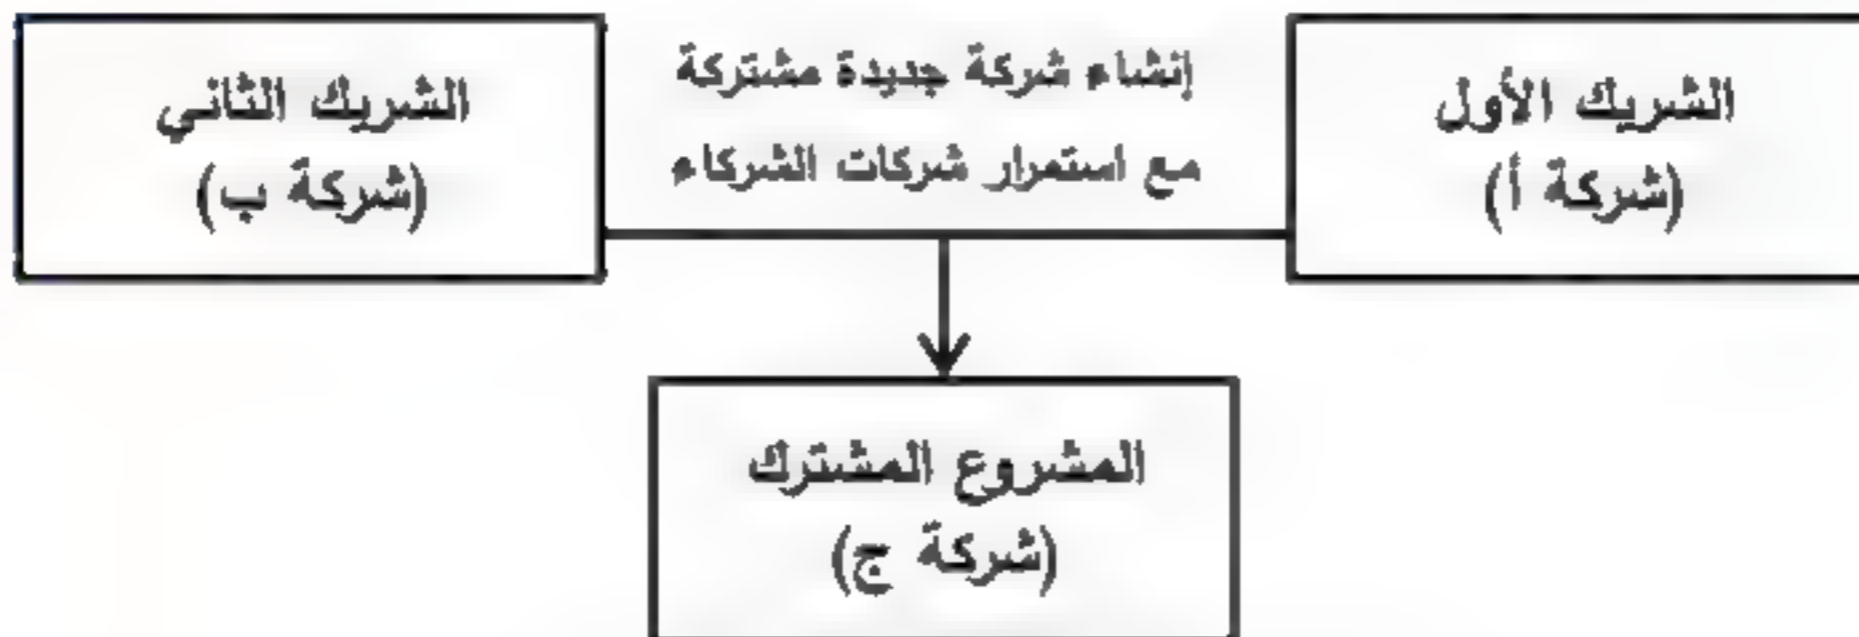 الشريك الأول
(شركة أ)
إنشاء شركة جديدة مشتركة
مع استمرار شركات الشركاء
الشريك الثاني
(شركة ب)
المشروع المشترك
(شركة ج)